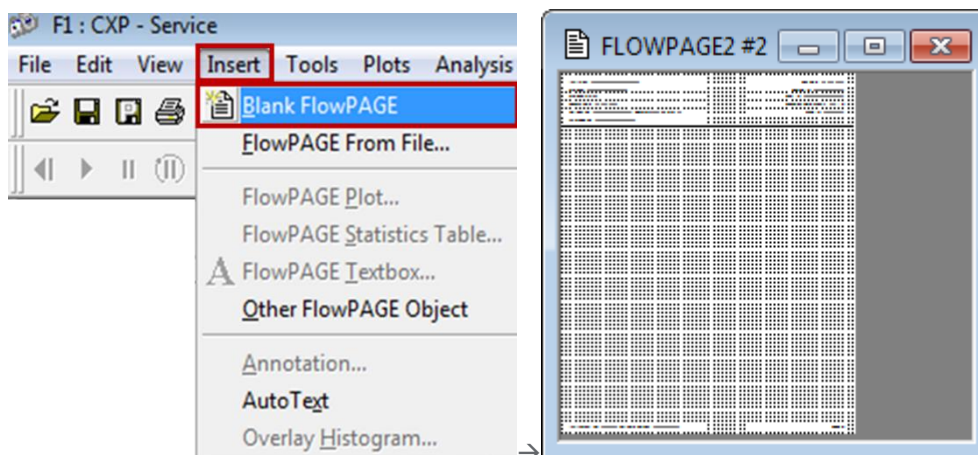 F1 : CXP - Service
File Edit View Insert Tools Plots Analysis
Blank FlowPAGE
FlowPAGE From File...
FlowPAGE Plot...
FlowPAGE Statistics Table...
A FlowPAGE Textbox...
Other FlowPAGE Object
Annotation...
AutoText
Overlay Histogram...
→
FLOWPAGE2 #2